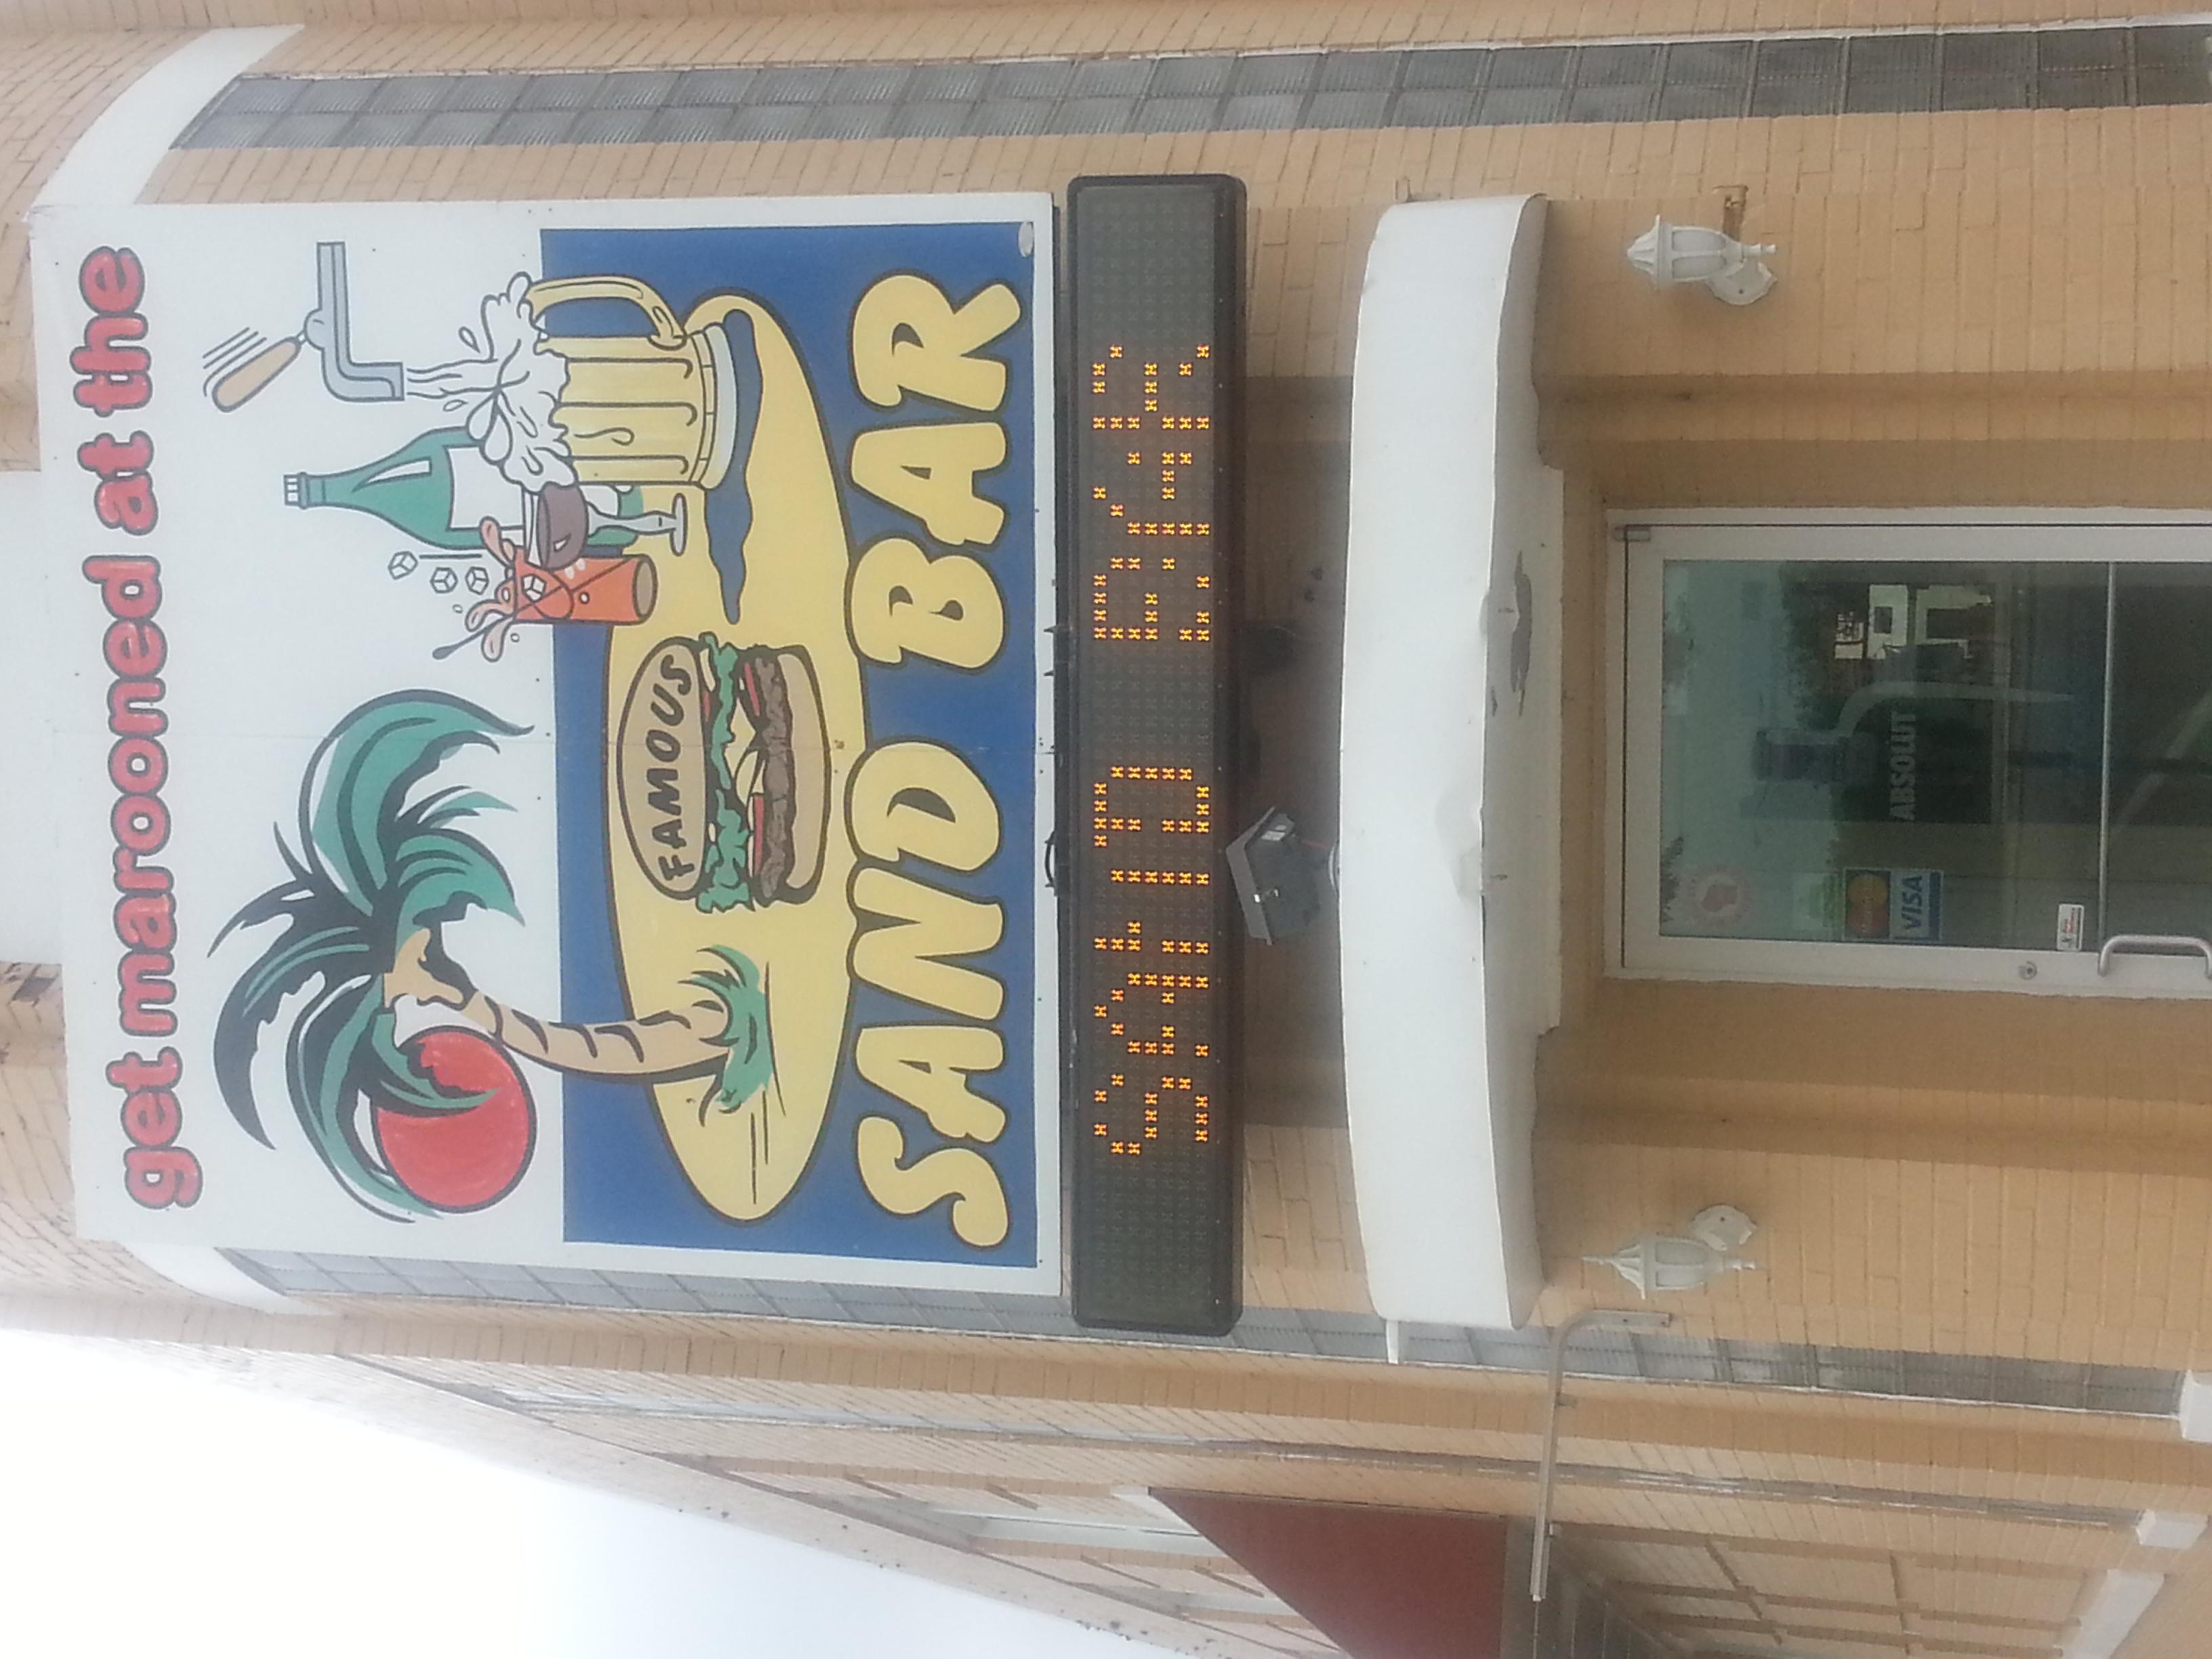 get marooned at the
FAMOUS
SAND BAR
SAND BAR
ABSOLUT
VISA